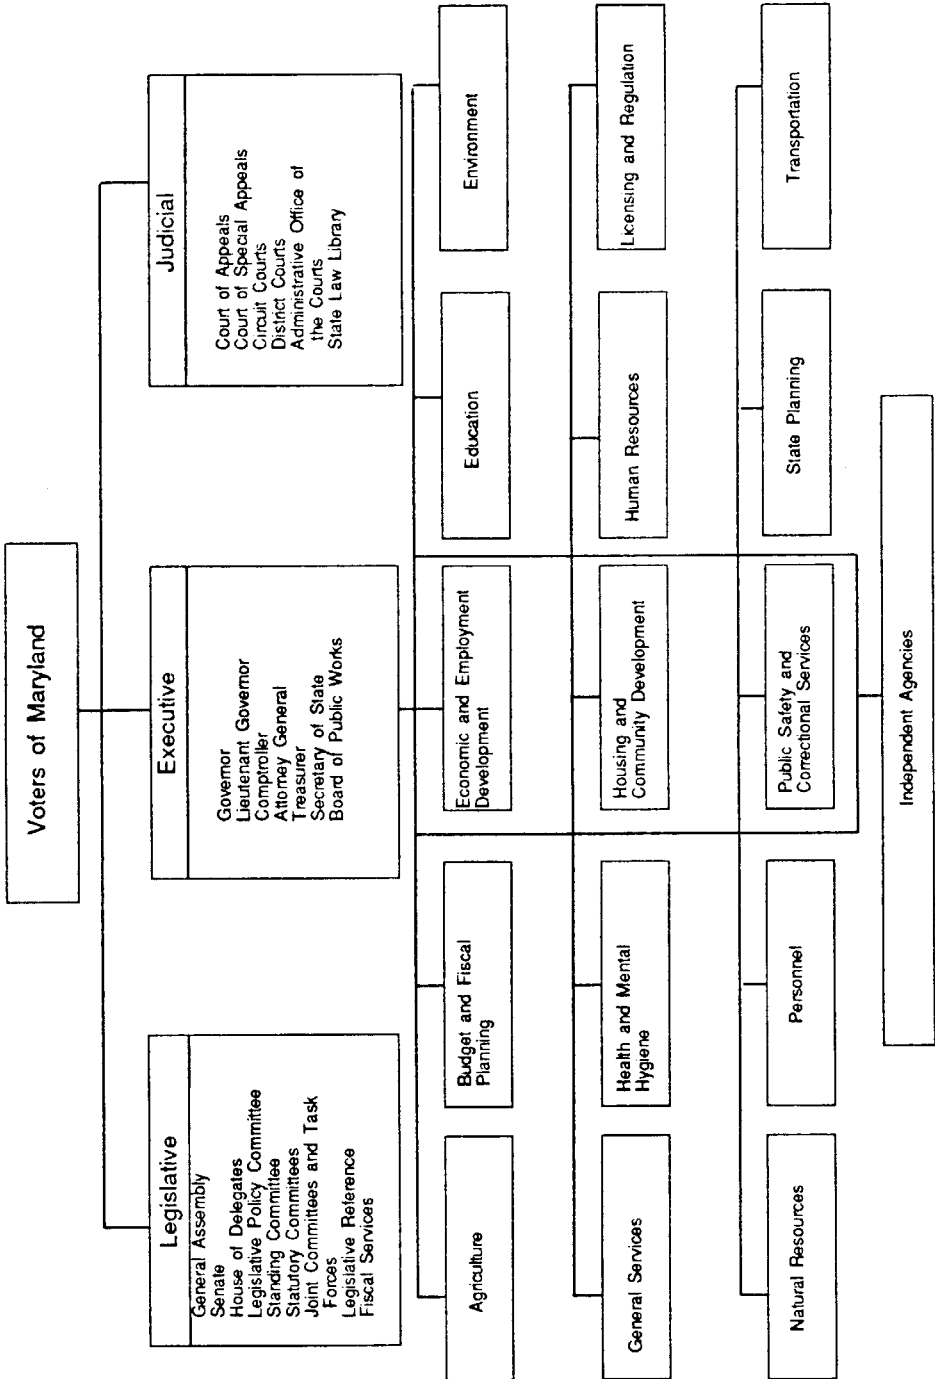 Voters of Maryland
Legislative
General Assembly
Senate
House of Delegates
Legislative Policy Committee
Standing Committee
Statutory Committees
Joint Committees and Task
Forces
Legislative Reference
Fiscal Services
Executive
Governor
Lieutenant Governor
Comptroller
Attorney General
Treasurer
Secretary of State
Board of Public Works
Judicial
Court of Appeals
Court of Special Appeals
Circuit Courts
District Courts
Administrative Office of
the Courts
State Law Library
Agriculture
Budget and Fiscal
Planning
Economic and Employment
Development
Education
Environment
General Services
Health and Mental
Hygiene
Housing and
Community Development
Human Resources
Licensing and Regulation
Natural Resources
Personnel
Public Safety and
Correctional Services
State Planning
Transportation
Independent Agencies